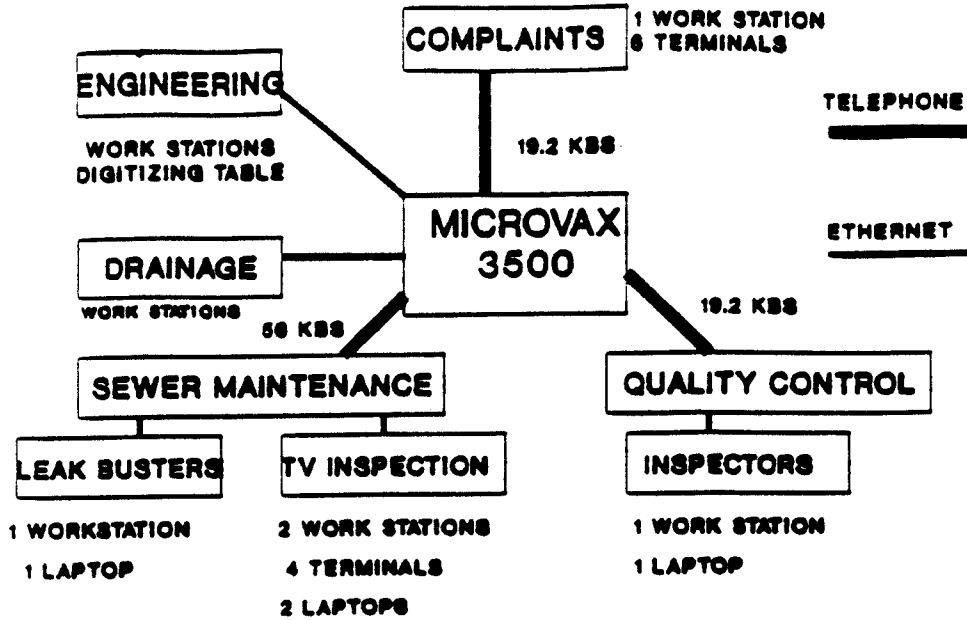 COMPLAINTS
1 WORK STATION
6 TERMINALS
ENGINEERING
WORK STATIONS
DIGITIZING TABLE
TELEPHONE
19.2 KBS
MICROVAX
3500
ETHERNET
DRAINAGE
WORK STATIONS
56 KBS
19.2 KBS
SEWER MAINTENANCE
QUALITY CONTROL
LEAK BUSTERS
TV INSPECTION
INSPECTORS
1 WORKSTATION
1 LAPTOP
2 WORK STATIONS
4 TERMINALS
2 LAPTOPS
1 WORK STATION
1 LAPTOP